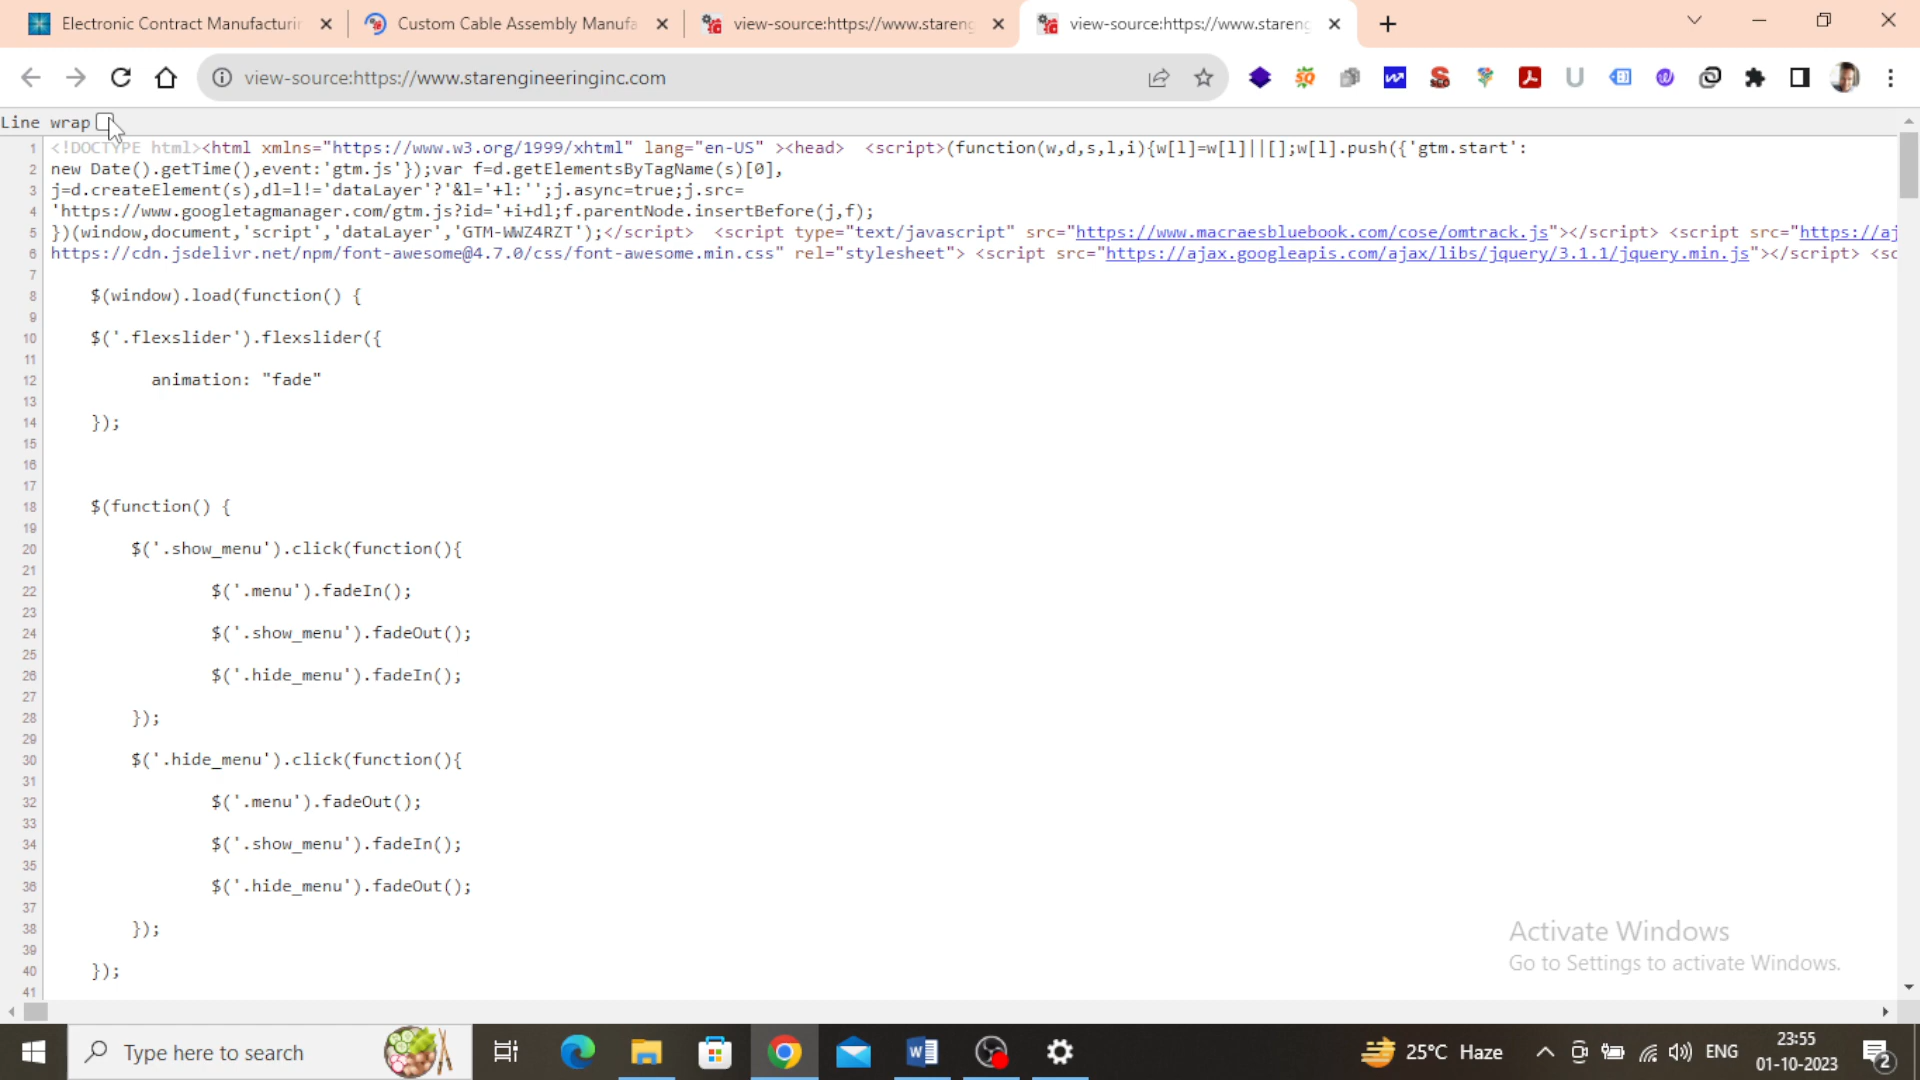 Electronic Contract Manufacturin
Custom Cable Assembly Manufa
view-source:https://www.stareng
view-source:https://www.stareng
view-source:https://www.starengineeringinc.com
Line wrap
1 <!DOCTYPE html><html xmlns="https://www.w3.org/1999/xhtml" lang="en-US" ><head>  <script>(function(w,d,s,l,i){w[l]=w[l]||[];w[l].push({'gtm.start':
2 new Date().getTime(),event:'gtm.js'});var f=d.getElementsByTagName(s)[0],
3 j=d.createElement(s),dl=l!='dataLayer'?'&l='+l:'';j.async=true;j.src=
4 'https://www.googletagmanager.com/gtm.js?id='+i+dl;f.parentNode.insertBefore(j,f);
5 })(window,document,'script','dataLayer','GTM-WWZ4RZT');</script>  <script type="text/javascript" src="https://www.macraesbluebook.com/cose/omtrack.js"></script> <script src="https://aj
6 https://cdn.jsdelivr.net/npm/font-awesome@4.7.0/css/font-awesome.min.css" rel="stylesheet"> <script src="https://ajax.googleapis.com/ajax/libs/jquery/3.1.1/jquery.min.js"></script> <sc
7
8 $(window).load(function() {
9
10 $('.flexslider').flexslider({
11
12 animation: "fade"
13
14 });
15
16
17
18 $(function() {
19
20 $('.show_menu').click(function(){
21
22 $('.menu').fadeIn();
23
24 $('.show_menu').fadeOut();
25
26 $('.hide_menu').fadeIn();
27
28 });
29
30 $('.hide_menu').click(function(){
31
32 $('.menu').fadeOut();
33
34 $('.show_menu').fadeIn();
35
36 $('.hide_menu').fadeOut();
37
38 });
39
40 });
41
Activate Windows
Go to Settings to activate Windows.
Type here to search
25°C Haze
ENG
23:55
01-10-2023
2